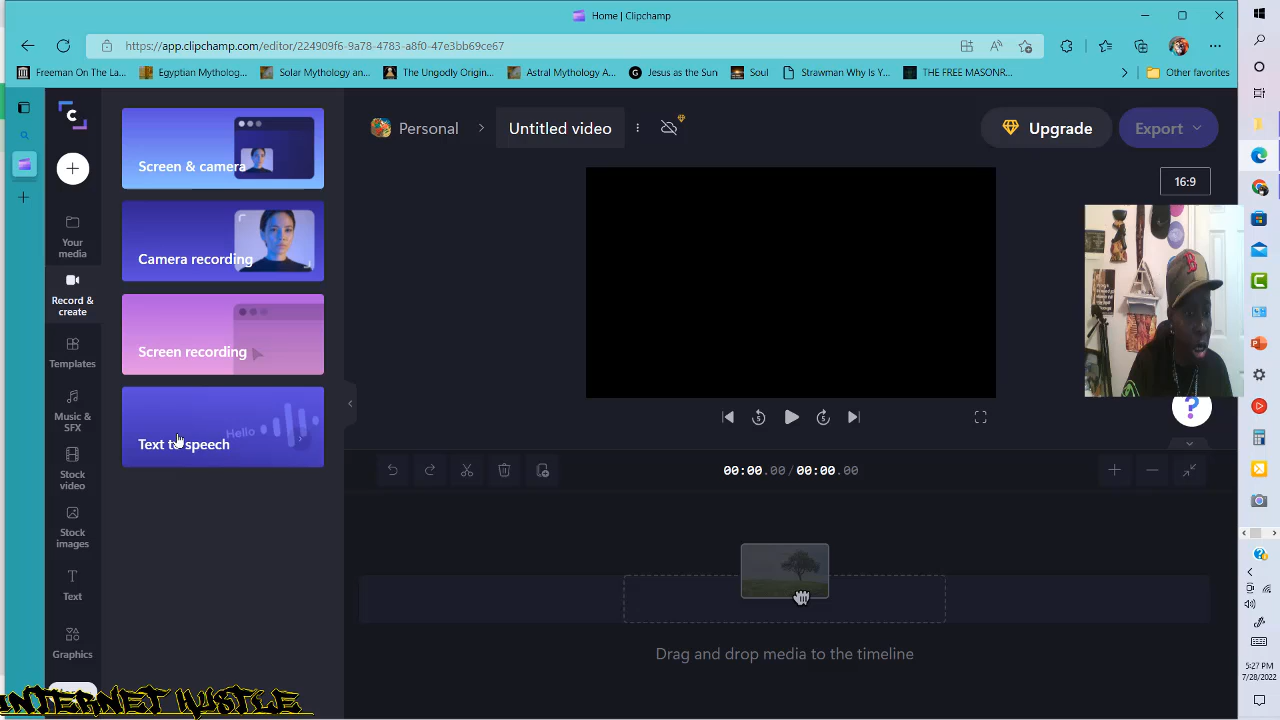 Home | Clipchamp
https://app.clipchamp.com/editor/224909f6-9a78-4783-a8f0-47e3bb69ce67
Freeman On The La...
Egyptian Mytholog...
Solar Mythology an...
The Ungodly Origin...
Astral Mythology A...
Jesus as the Sun
Soul
Strawman Why Is Y...
THE FREE MASONR...
Other favorites
Personal
Untitled video
Upgrade
Export
16:9
Your
media
Record &
create
Templates
Music &
SFX
Stock
video
Stock
images
Text
Graphics
Screen & camera
Camera recording
Screen recording
Hello
Text to speech
00:00.00 / 00:00.00
Drag and drop media to the timeline
5:27 PM
7/28/2022
INTERNET HUSTLE